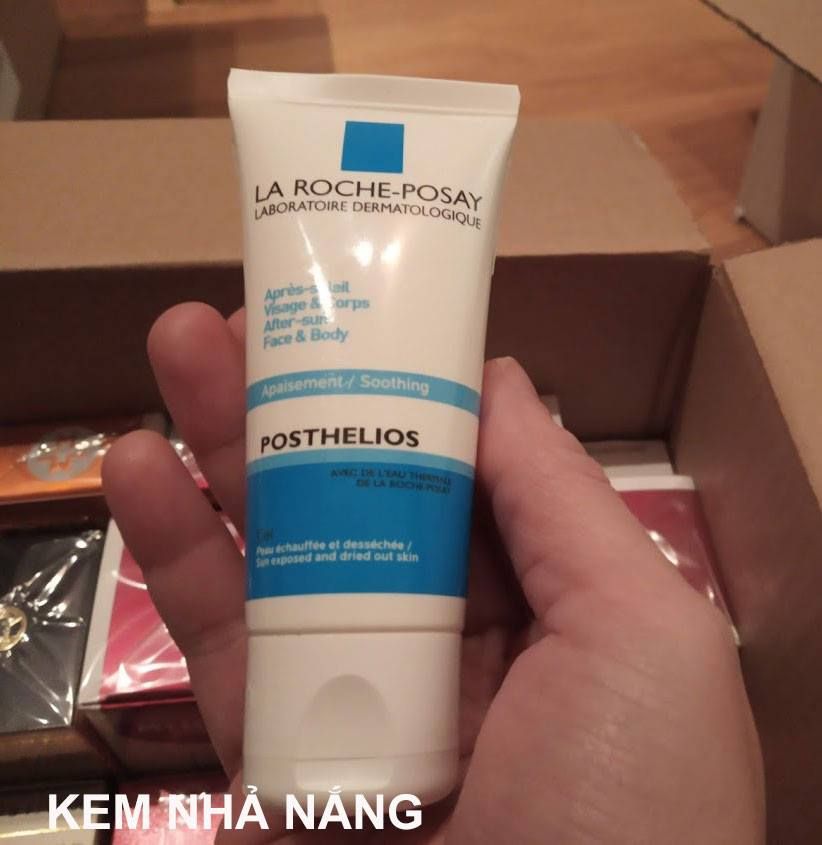 LA ROCHE-POSAY
LABORATOIRE DERMATOLOGIQUE
Après-soleil
Visage & Corps
After-sun
Face & Body
Apaisement / Soothing
POSTHELIOS
AVEC DE L'EAU THERMALE
DE LA ROCHE-POSAY
Gel
Peau échauffée et desséchée /
Sun exposed and dried out skin
KEM NHẢ NẮNG